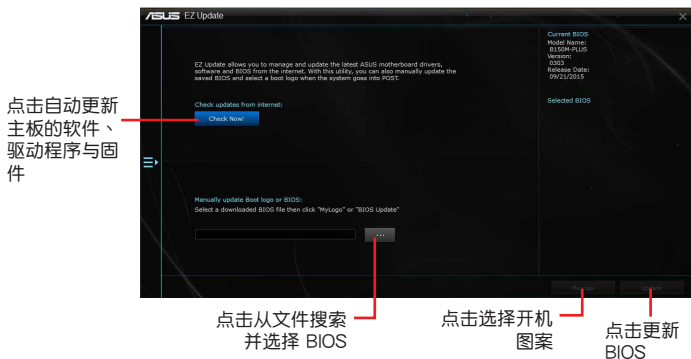 ASUS EZ Update
Current BIOS
Model Name:
B150M-PLUS
Version:
0303
Release Date:
09/21/2015
Selected BIOS
EZ Update allows you to manage and update the latest ASUS motherboard drivers,
software and BIOS from the internet. With this utility, you can also manually update the
saved BIOS and select a boot logo when the system goes into POST.
Check updates from internet:
Check Now!
点击自动更新
主板的软件、
驱动程序与固
件
Manually update Boot logo or BIOS:
Select a downloaded BIOS file then click "MyLogo" or "BIOS Update"
...
MyLogo
Update
点击从文件搜索
并选择 BIOS
点击选择开机
图案
点击更新
BIOS